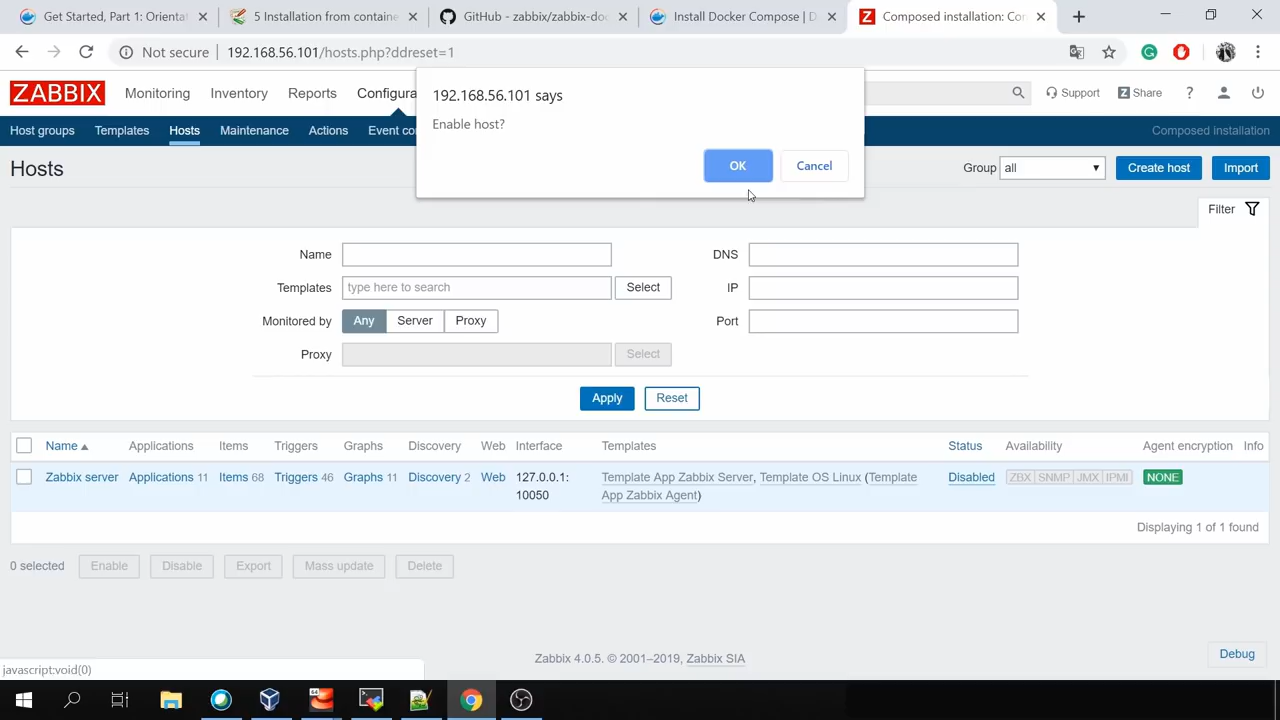 Get Started, Part 1: Orientat
5 Installation from containe
GitHub - zabbix/zabbix-doc
Install Docker Compose | D
Composed installation: Con
Not secure
192.168.56.101/hosts.php?ddreset=1
192.168.56.101 says
Enable host?
OK
Cancel
ZABBIX
Monitoring
Inventory
Reports
Configura
Support
Share
?
Host groups
Templates
Hosts
Maintenance
Actions
Event co
Composed installation
Hosts
Group
all
Create host
Import
Filter
Name
DNS
Templates
type here to search
Select
IP
Monitored by
Any
Server
Proxy
Port
Proxy
Select
Apply
Reset
Name
Applications
Items
Triggers
Graphs
Discovery
Web
Interface
Templates
Status
Availability
Agent encryption
Info
Zabbix server
Applications 11
Items 68
Triggers 46
Graphs 11
Discovery 2
Web
127.0.0.1:
10050
Template App Zabbix Server, Template OS Linux (Template
App Zabbix Agent)
Disabled
ZBX
SNMP
JMX
IPMI
NONE
Displaying 1 of 1 found
0 selected
Enable
Disable
Export
Mass update
Delete
Zabbix 4.0.5. © 2001–2019, Zabbix SIA
Debug
javascript:void(0)